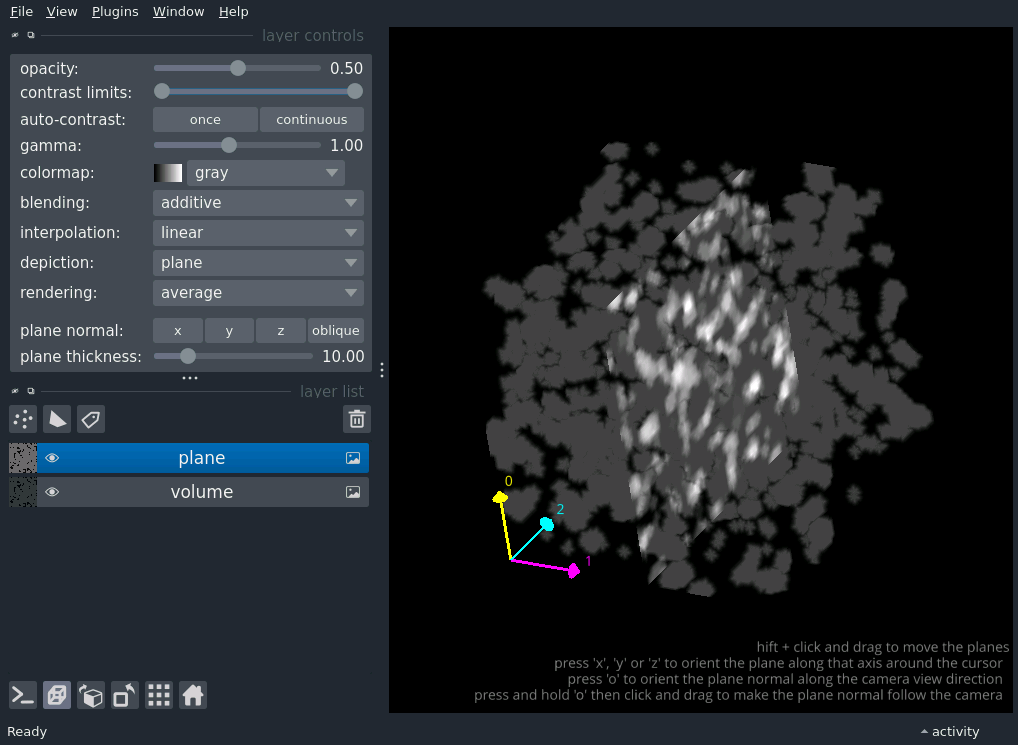 File View Plugins Window Help
layer controls
opacity: 0.50
contrast limits:
auto-contrast: once continuous
gamma: 1.00
colormap: gray
blending: additive
interpolation: linear
depiction: plane
rendering: average
plane normal: x y z oblique
plane thickness: 10.00
layer list
plane
volume
0
2
1
hift + click and drag to move the planes
press 'x', 'y' or 'z' to orient the plane along that axis around the cursor
press 'o' to orient the plane normal along the camera view direction
press and hold 'o' then click and drag to make the plane normal follow the camera
Ready activity